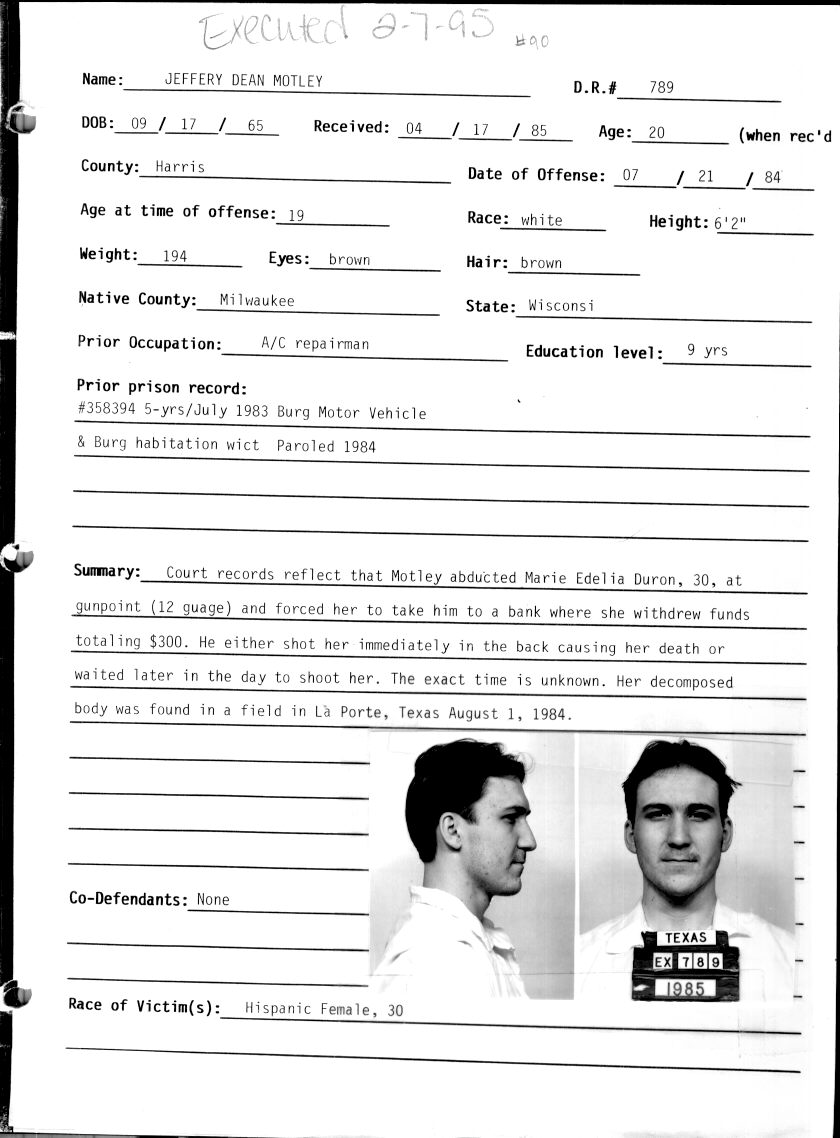 Executed 2-7-95 #90
Name: JEFFERY DEAN MOTLEY D.R.# 789
DOB: 09 / 17 / 65 Received: 04 / 17 / 85 Age: 20 (when rec'd
County: Harris Date of Offense: 07 / 21 / 84
Age at time of offense: 19 Race: white Height: 6'2"
Weight: 194 Eyes: brown Hair: brown
Native County: Milwaukee State: Wisconsi
Prior Occupation: A/C repairman Education level: 9 yrs
Prior prison record:
#358394 5-yrs/July 1983 Burg Motor Vehicle
& Burg habitation wict Paroled 1984
Summary: Court records reflect that Motley abducted Marie Edelia Duron, 30, at
gunpoint (12 guage) and forced her to take him to a bank where she withdrew funds
totaling $300. He either shot her immediately in the back causing her death or
waited later in the day to shoot her. The exact time is unknown. Her decomposed
body was found in a field in La Porte, Texas August 1, 1984.
Co-Defendants: None
TEXAS
EX 789
1985
Race of Victim(s): Hispanic Female, 30